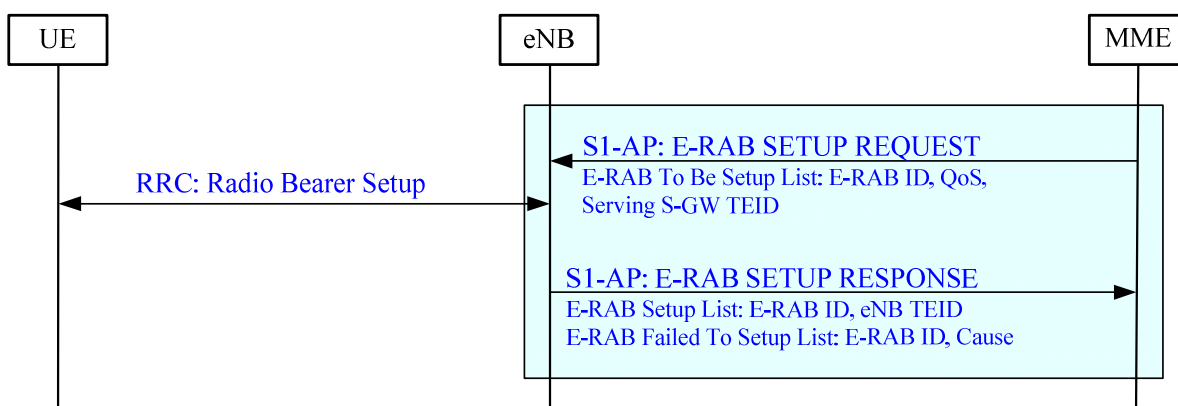 UE
eNB
MME
S1-AP: E-RAB SETUP REQUEST
E-RAB To Be Setup List: E-RAB ID, QoS,
Serving S-GW TEID
RRC: Radio Bearer Setup
S1-AP: E-RAB SETUP RESPONSE
E-RAB Setup List: E-RAB ID, eNB TEID
E-RAB Failed To Setup List: E-RAB ID, Cause